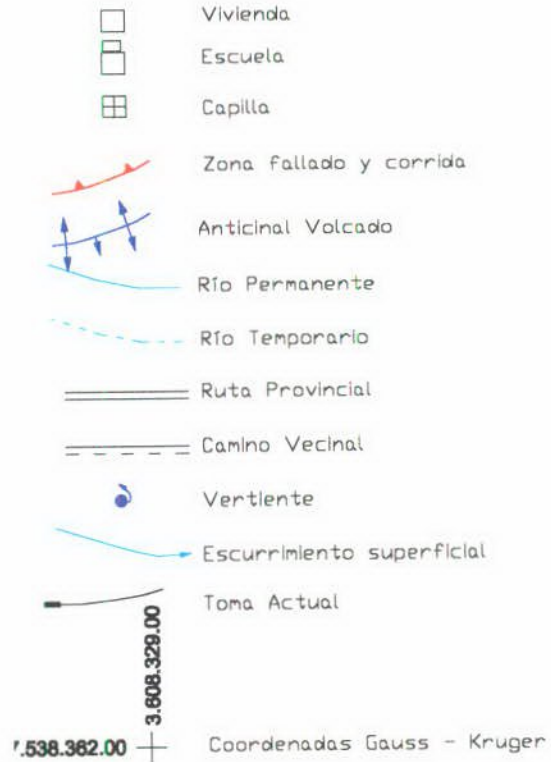 Vivienda
Escuela
Capilla
Zona fallado y corrida
Anticinal Volcado
Río Permanente
Río Temporario
Ruta Provincial
Camino Vecinal
Vertiente
Escurrimiento superficial
Toma Actual
3.608.329.00
.538.362.00
Coordenadas Gauss - Kruger